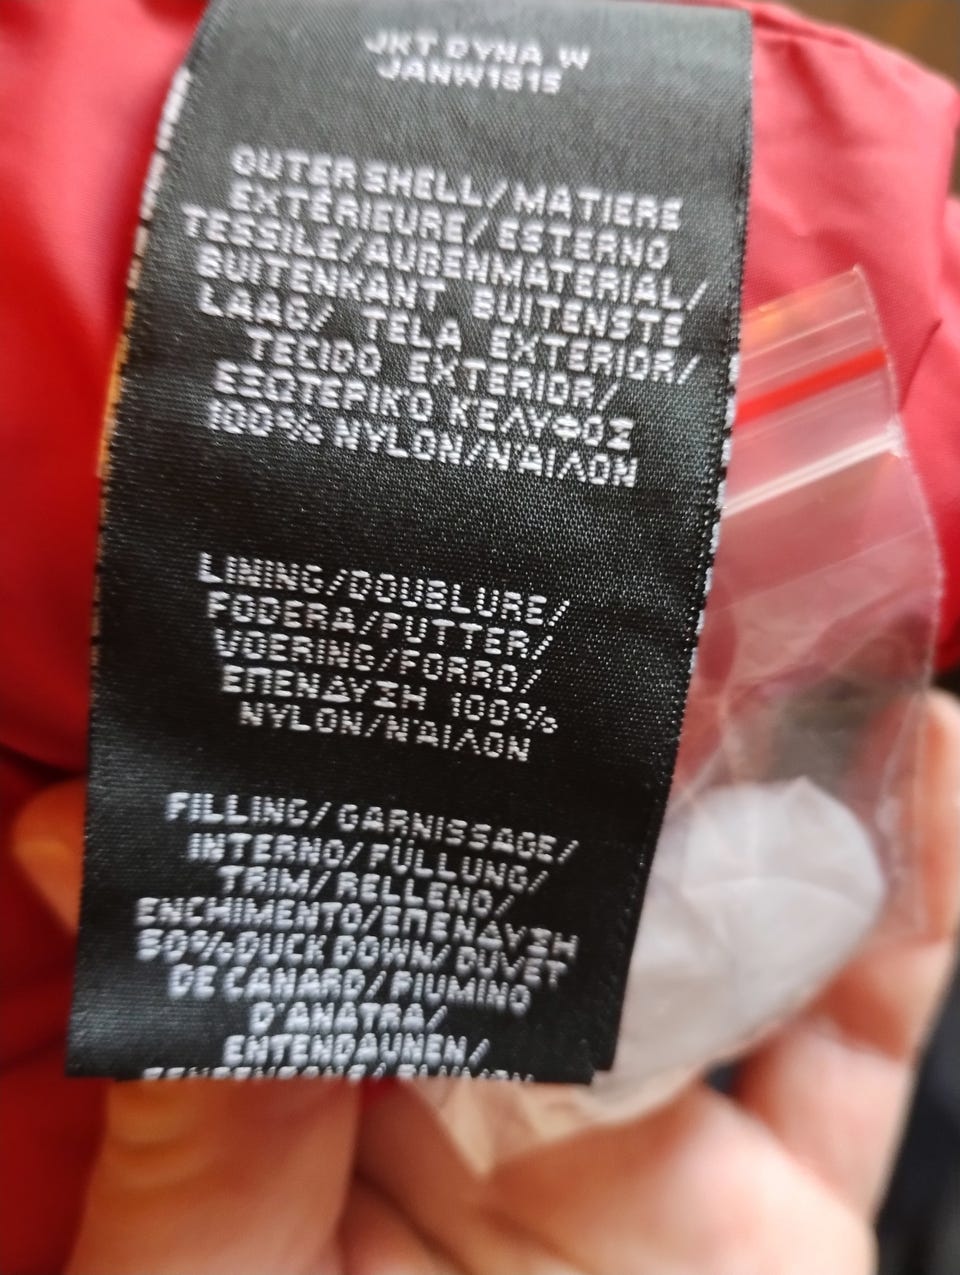 JKT DYNA W
JANW1815
OUTER SHELL/MATIERE
EXTÉRIEURE/ESTERNO
TESSILE/AUßENMATERIAL/
BUITENKANT BUITENSTE
LAAG/ TELA EXTERIOR/
TECIDO EXTERIOR/
ΕΞΩΤΕΡΙΚΟ ΚΕΛΥΦΟΣ
100% NYLON/ΝΑΙΛΟΝ
LINING/DOUBLURE/
FODERA/FUTTER/
VOERING/FORRO/
ΕΠΕΝΔΥΣΗ 100%
NYLON/ΝΑΙΛΟΝ
FILLING/GARNISSAGE/
INTERNO/FÜLLUNG/
TRIM/RELLENO/
ENCHIMENTO/ΕΠΕΝΔΥΣΗ
DUCK DOWN/DUVET
DE CANARD/PIUMINO
D'ANATRA/
ENTENDAUNEN/